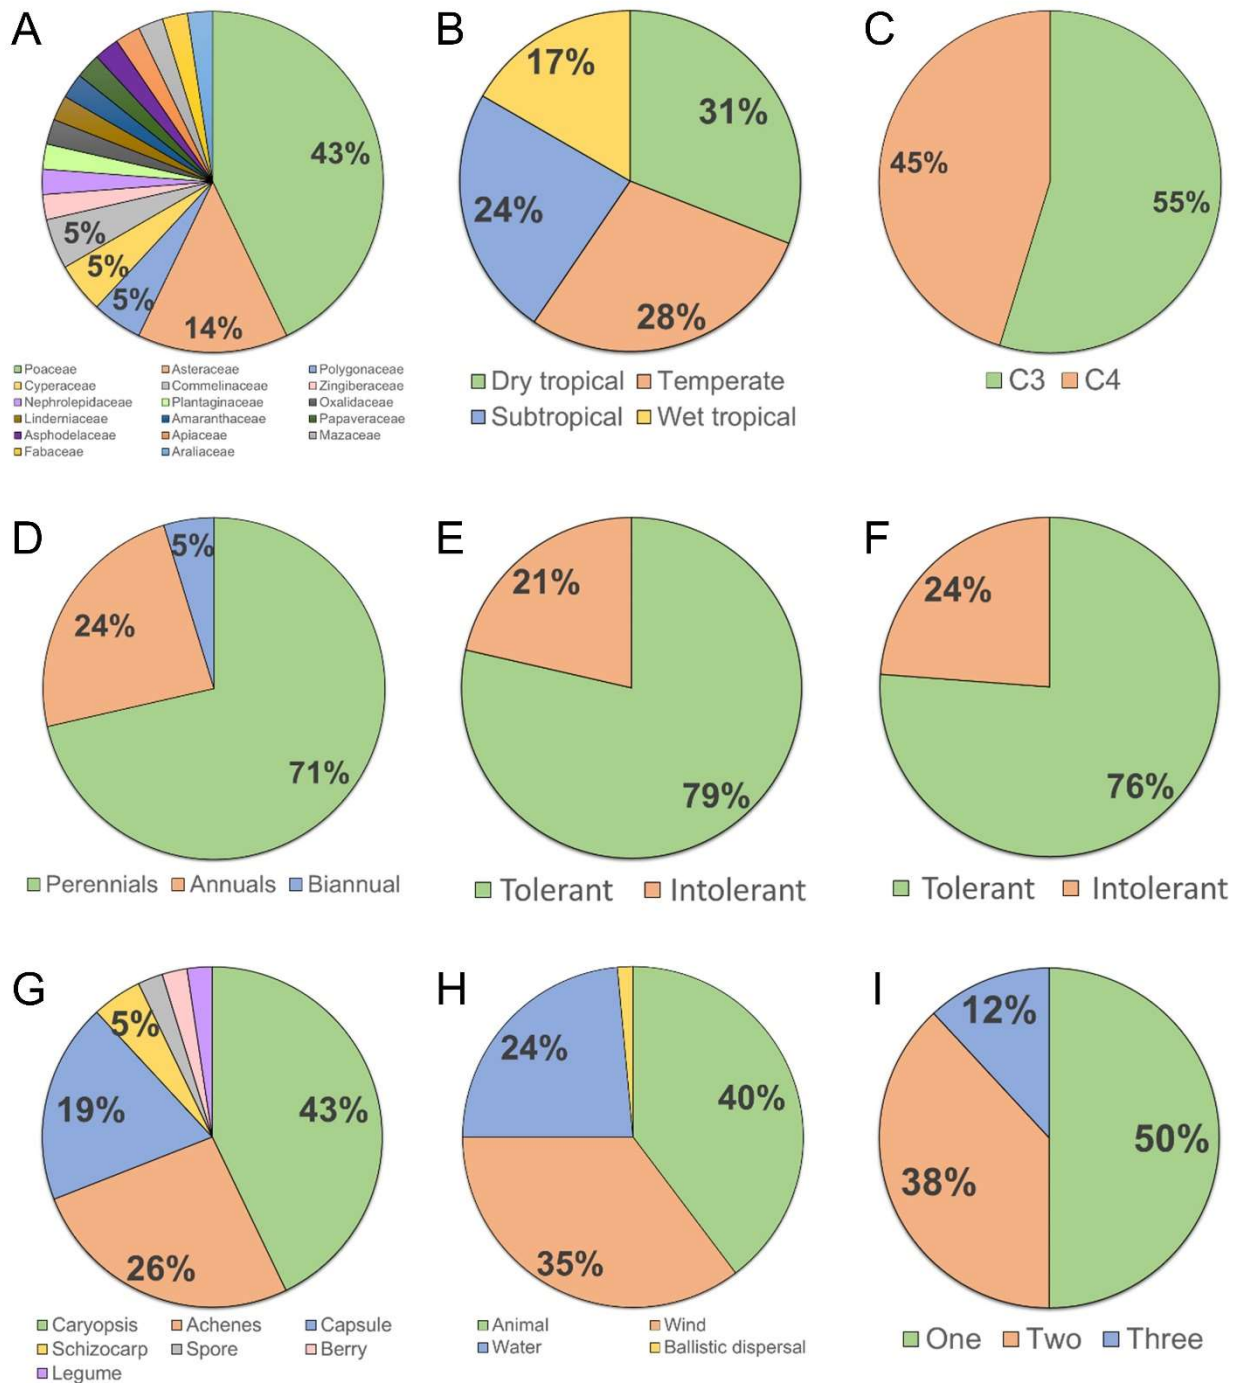 A
B
C
43%
14%
5%
5%
5%
31%
28%
24%
17%
55%
45%
Poaceae Asteraceae Polygonaceae
Cyperaceae Commelinaceae Zingiberaceae
Nephrolepidaceae Plantaginaceae Oxalidaceae
Linderniaceae Amaranthaceae Papaveraceae
Asphodelaceae Apiaceae Mazaceae
Fabaceae Araliaceae
Dry tropical Temperate
Subtropical Wet tropical
C3 C4
D
E
F
71%
24%
5%
79%
21%
76%
24%
Perennials Annuals Biannual
Tolerant Intolerant
Tolerant Intolerant
G
H
I
43%
26%
19%
5%
40%
35%
24%
50%
38%
12%
Caryopsis Achenes Capsule
Schizocarp Spore Berry
Legume
Animal Wind
Water Ballistic dispersal
One Two Three